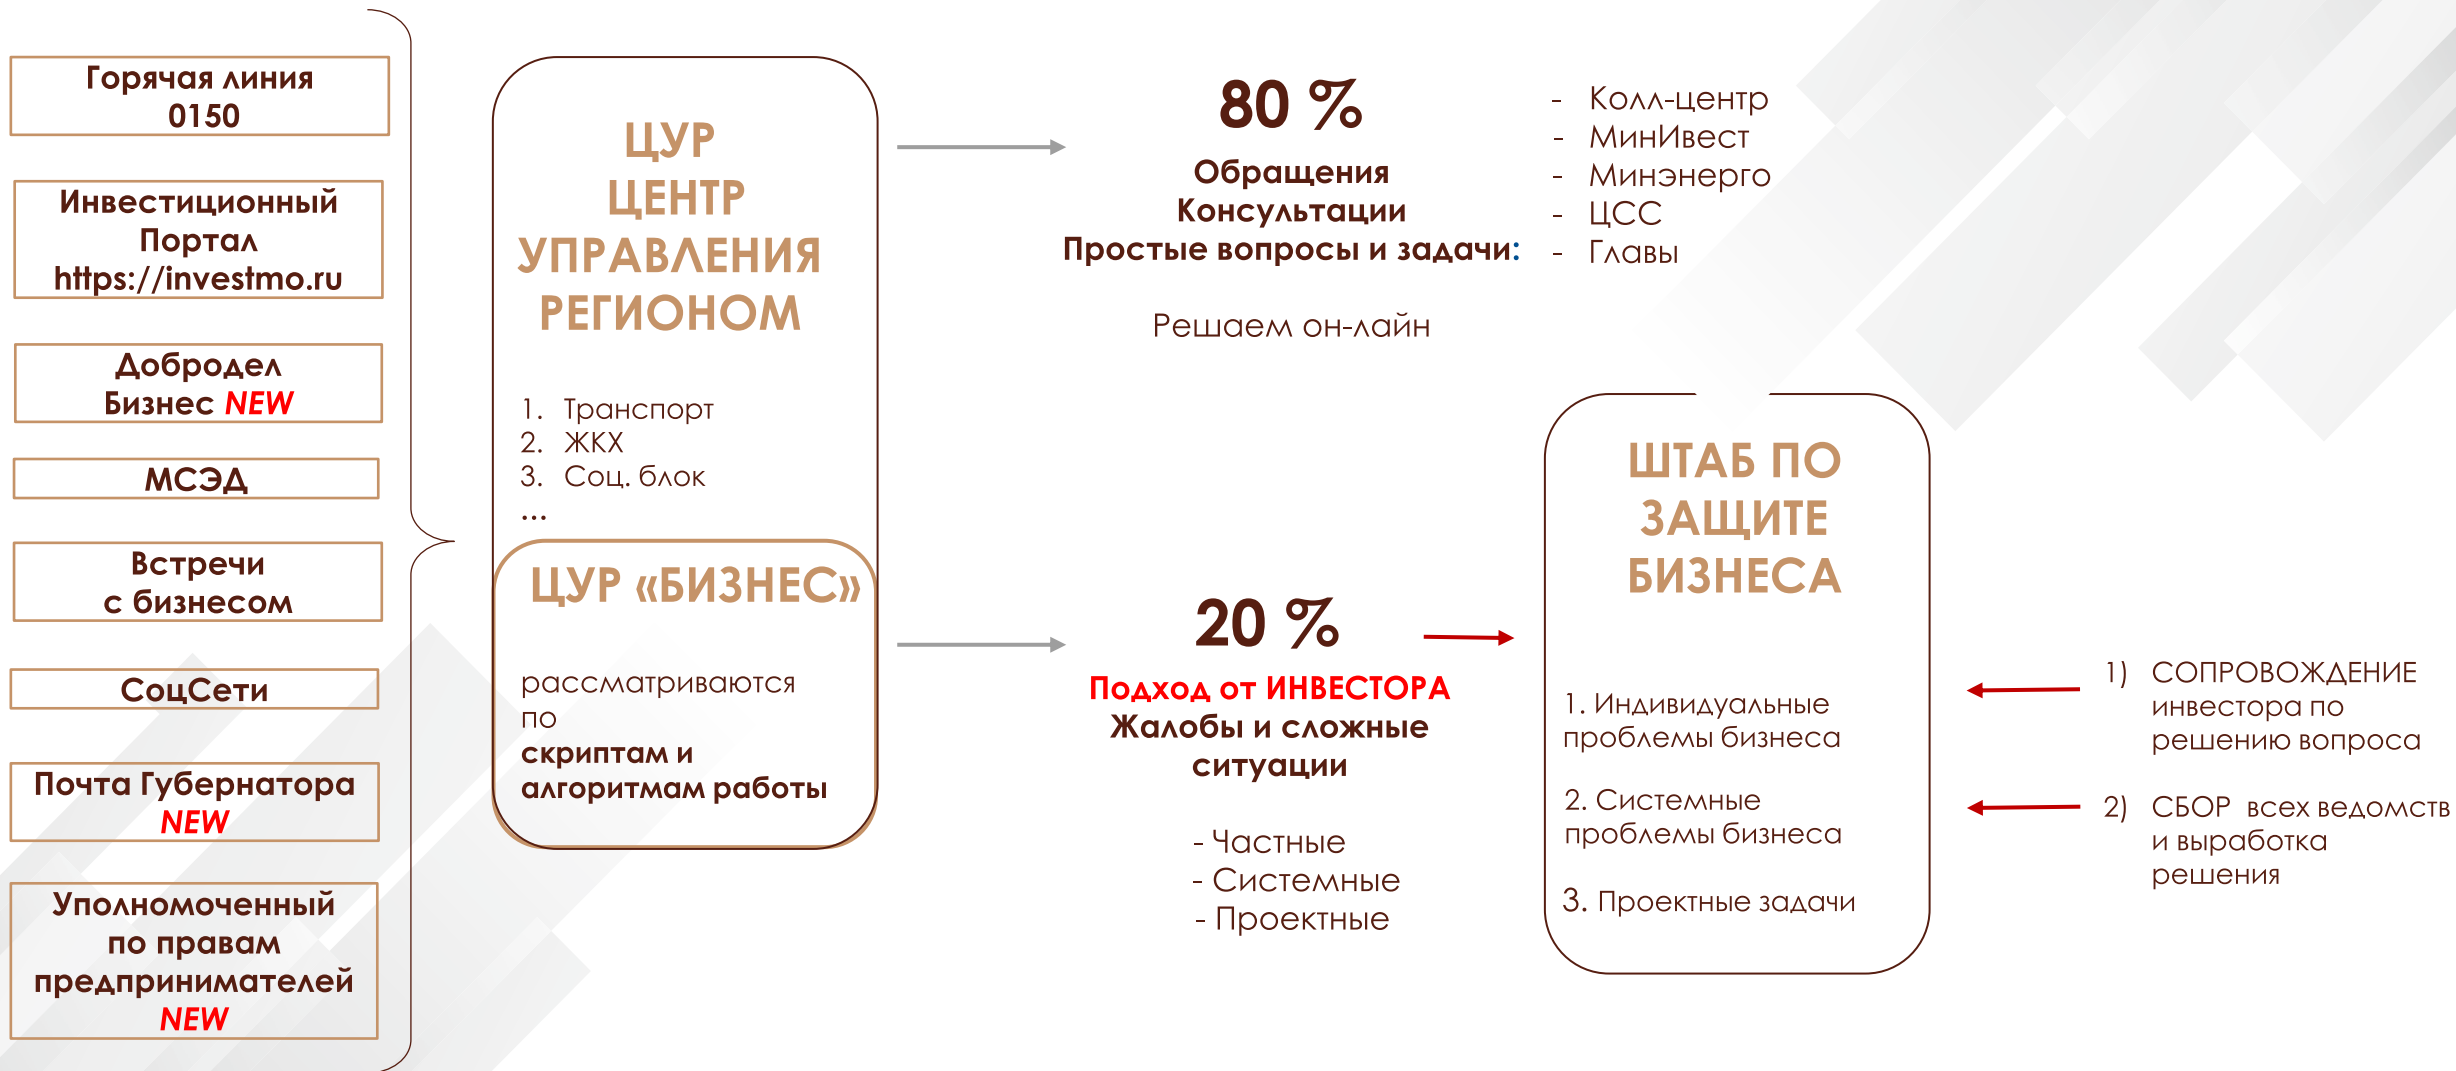 Горячая линия
0150
Инвестиционный
Портал
https://investmo.ru
Добродел
Бизнес NEW
МСЭД
Встречи
с бизнесом
СоцСети
Почта Губернатора
NEW
Уполномоченный
по правам
предпринимателей
NEW
ЦУР
ЦЕНТР
УПРАВЛЕНИЯ
РЕГИОНОМ
1. Транспорт
2. ЖКХ
3. Соц. блок
...
ЦУР «БИЗНЕС»
рассматриваются
по
скриптам и
алгоритмам работы
80 %
Обращения
Консультации
Простые вопросы и задачи:
Решаем он-лайн
- Колл-центр
- МинИвест
- Минэнерго
- ЦСС
- Главы
20 %
Подход от ИНВЕСТОРА
Жалобы и сложные
ситуации
- Частные
- Системные
- Проектные
ШТАБ ПО
ЗАЩИТЕ
БИЗНЕСА
1. Индивидуальные
проблемы бизнеса
2. Системные
проблемы бизнеса
3. Проектные задачи
1) СОПРОВОЖДЕНИЕ
инвестора по
решению вопроса
2) СБОР всех ведомств
и выработка
решения